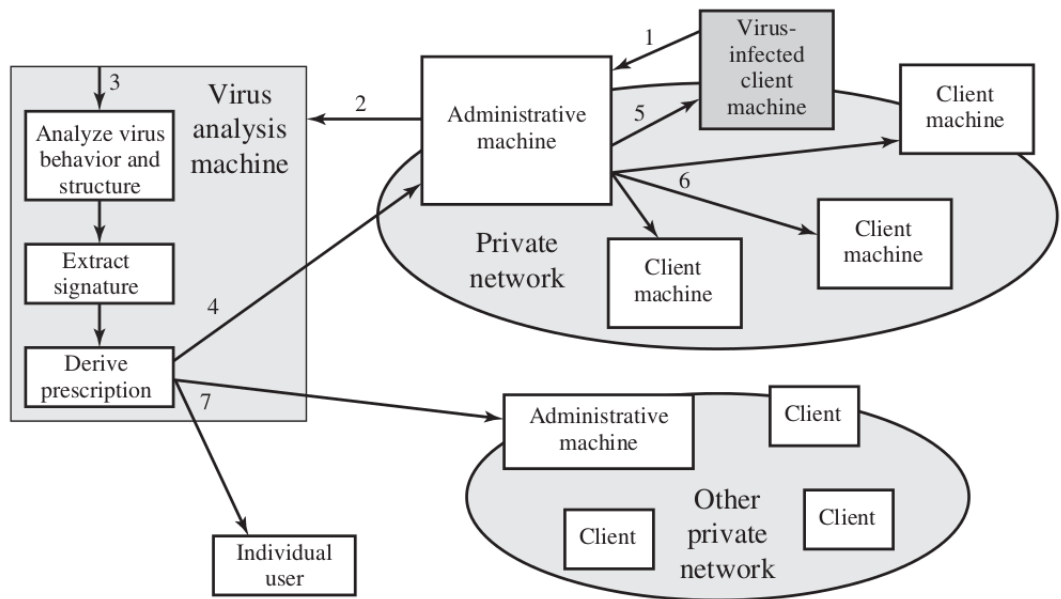 3
Virus
analysis
machine
Analyze virus
behavior and
structure
Extract
signature
Derive
prescription
2
4
7
Administrative
machine
1
5
6
Virus-
infected
client
machine
Client
machine
Client
machine
Client
machine
Private
network
Individual
user
Administrative
machine
Client
Client
Client
Other
private
network